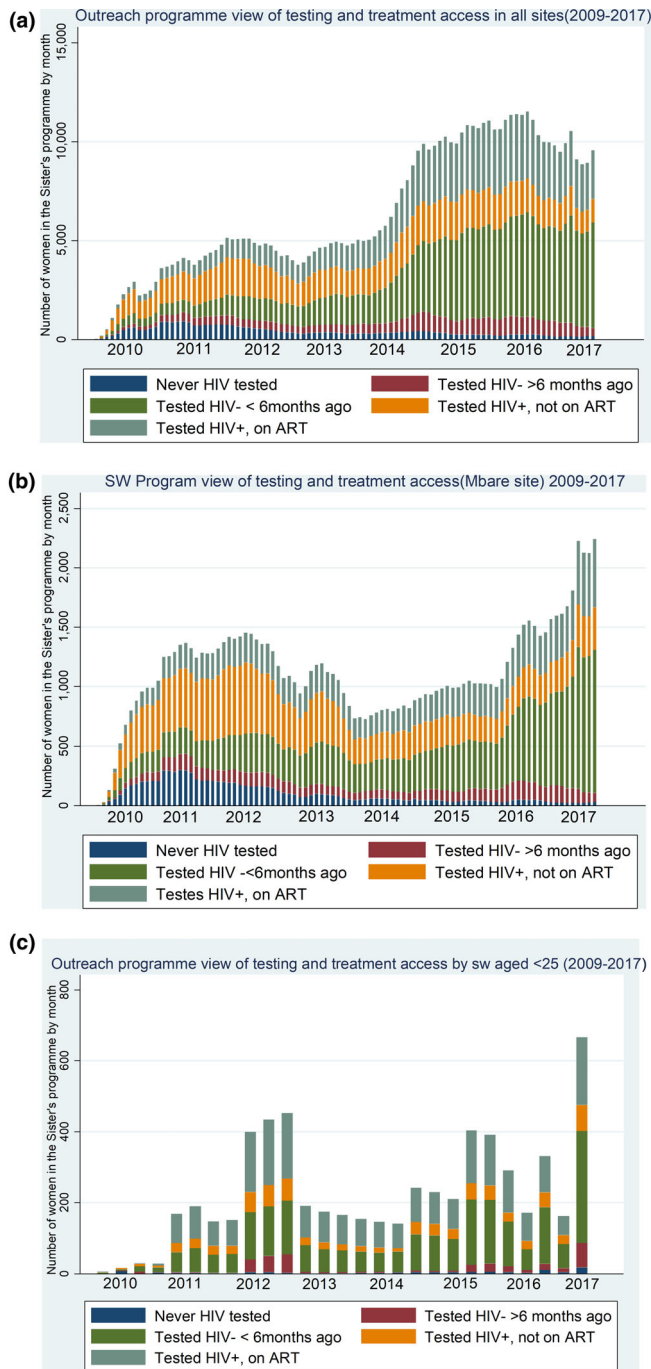 (a)
Outreach programme view of testing and treatment access in all sites(2009-2017)
Number of women in the Sister's programme by month
15,000
10,000
5,000
0
2010 2011 2012 2013 2014 2015 2016 2017
Never HIV tested
Tested HIV- >6 months ago
Tested HIV- < 6months ago
Tested HIV+, not on ART
Tested HIV+, on ART
(b)
SW Program view of testing and treatment access(Mbare site) 2009-2017
Number of women in the Sister's programme by month
2,500
2,000
1,500
1,000
500
0
2010 2011 2012 2013 2014 2015 2016 2017
Never HIV tested
Tested HIV- >6 months ago
Tested HIV -<6months ago
Tested HIV+, not on ART
Testes HIV+, on ART
(c)
Outreach programme view of testing and treatment access by sw aged <25 (2009-2017)
Number of women in the Sister's programme by month
800
600
400
200
0
2010 2011 2012 2013 2014 2015 2016 2017
Never HIV tested
Tested HIV- >6 months ago
Tested HIV- < 6months ago
Tested HIV+, not on ART
Tested HIV+, on ART